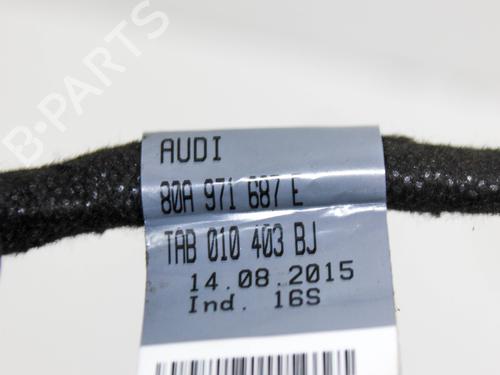 B-PARTS
AUDI
80A 971 687 E
TAB 010 403 BJ
14.08.2015
Ind. 16S